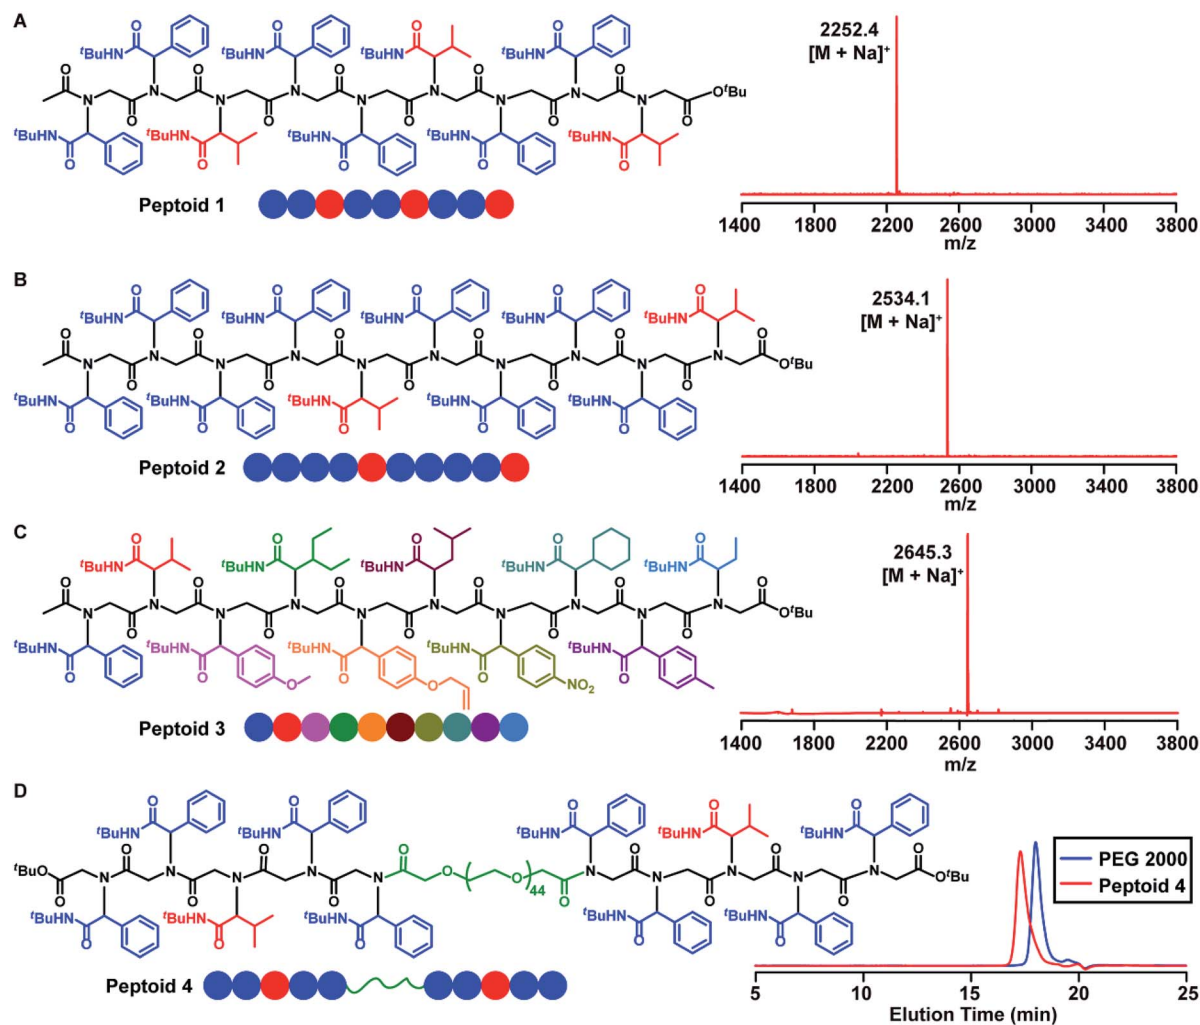 A
O O O O
ᵗBuHN ᵗBuHN ᵗBuHN ᵗBuHN
O O O O O
N N N N N N N N N OᵗBu
O O O O O
ᵗBuHN ᵗBuHN ᵗBuHN ᵗBuHN ᵗBuHN
O O O O O
Peptoid 1
2252.4
[M + Na]⁺
1400 1800 2200 2600 3000 3400 3800
m/z
B
O O O O O
ᵗBuHN ᵗBuHN ᵗBuHN ᵗBuHN ᵗBuHN
O O O O O O
N N N N N N N N N N OᵗBu
O O O O O
ᵗBuHN ᵗBuHN ᵗBuHN ᵗBuHN ᵗBuHN
O O O O O
Peptoid 2
2534.1
[M + Na]⁺
1400 1800 2200 2600 3000 3400 3800
m/z
C
O O O O O
ᵗBuHN ᵗBuHN ᵗBuHN ᵗBuHN ᵗBuHN
O O O O O O
N N N N N N N N N N OᵗBu
O O O O O
ᵗBuHN ᵗBuHN ᵗBuHN ᵗBuHN ᵗBuHN
O O O O O O O NO₂
Peptoid 3
2645.3
[M + Na]⁺
1400 1800 2200 2600 3000 3400 3800
m/z
D
O O O O O
ᵗBuHN ᵗBuHN ᵗBuHN ᵗBuHN ᵗBuHN
O O O O O O
ᵗBuO N N N N N O O 44 N N N N N OᵗBu
O O O O O O
ᵗBuHN ᵗBuHN ᵗBuHN ᵗBuHN ᵗBuHN
O O O O O
Peptoid 4
PEG 2000
Peptoid 4
5 10 15 20 25
Elution Time (min)